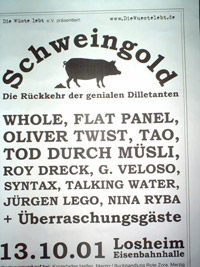 Die Wüste lebt e.V. präsentiert
www.DieWuestelebt.de
Schweingold
Die Rückkehr der genialen Dilletanten
WHOLE, FLAT PANEL,
OLIVER TWIST, TAO,
TOD DURCH MÜSLI,
ROY DRECK, G. VELOSO,
SYNTAX, TALKING WATER,
JÜRGEN LEGO, NINA RYBA
+ Überraschungsgäste
13.10.01 Losheim
Eisenbahnhalle